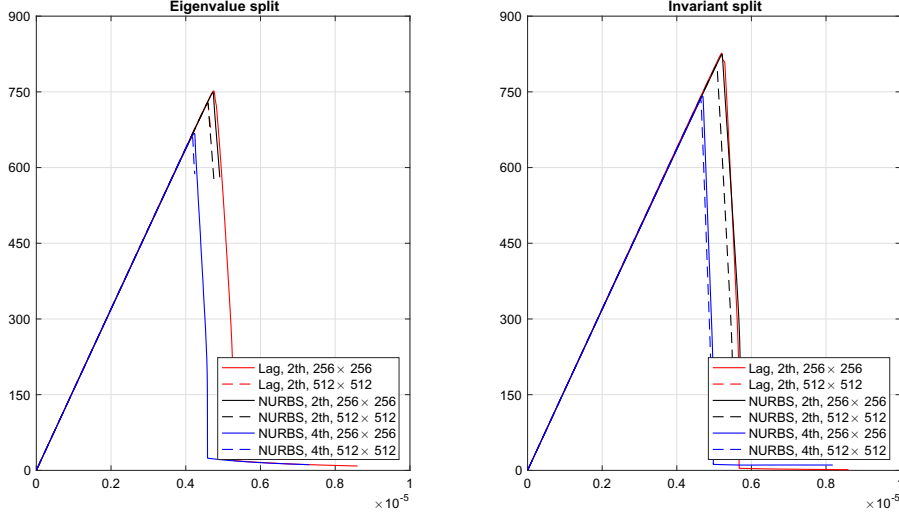 Eigenvalue split
900
750
600
450
300
150
0
Lag, 2th, 256× 256
Lag, 2th, 512× 512
NURBS, 2th, 256× 256
NURBS, 2th, 512× 512
NURBS, 4th, 256× 256
NURBS, 4th, 512× 512
0
0.2
0.4
0.6
0.8
1
×10⁻⁵
Invariant split
900
750
600
450
300
150
0
Lag, 2th, 256× 256
Lag, 2th, 512× 512
NURBS, 2th, 256× 256
NURBS, 2th, 512× 512
NURBS, 4th, 256× 256
NURBS, 4th, 512× 512
0
0.2
0.4
0.6
0.8
1
×10⁻⁵